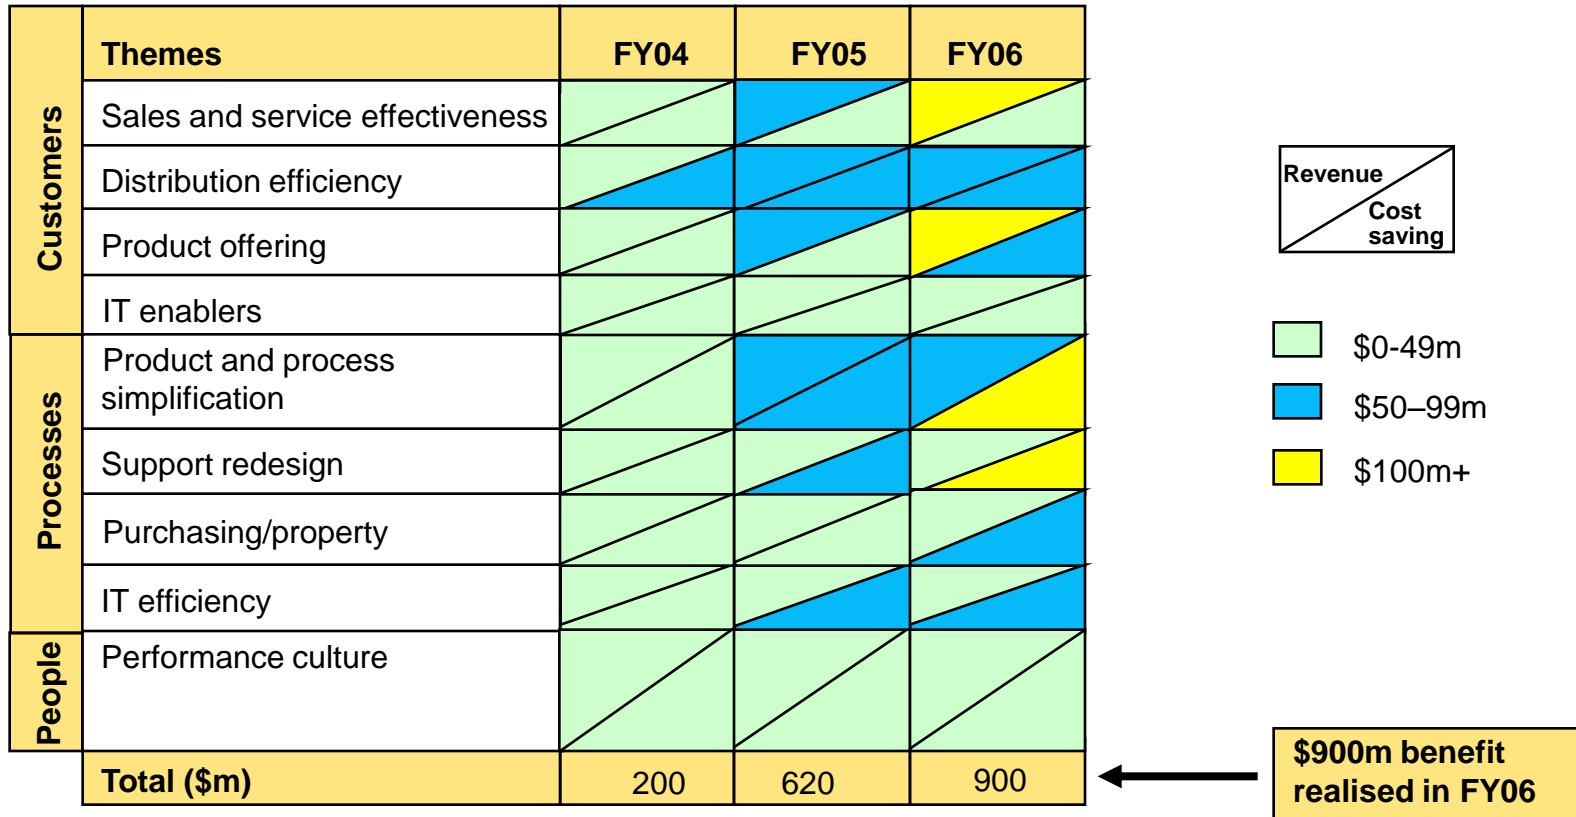 Themes FY04 FY05 FY06
Customers
Sales and service effectiveness
Distribution efficiency
Product offering
IT enablers
Processes
Product and process
simplification
Support redesign
Purchasing/property
IT efficiency
People
Performance culture
Total ($m) 200 620 900
Revenue
Cost
saving
$0-49m
$50–99m
$100m+
$900m benefit
realised in FY06